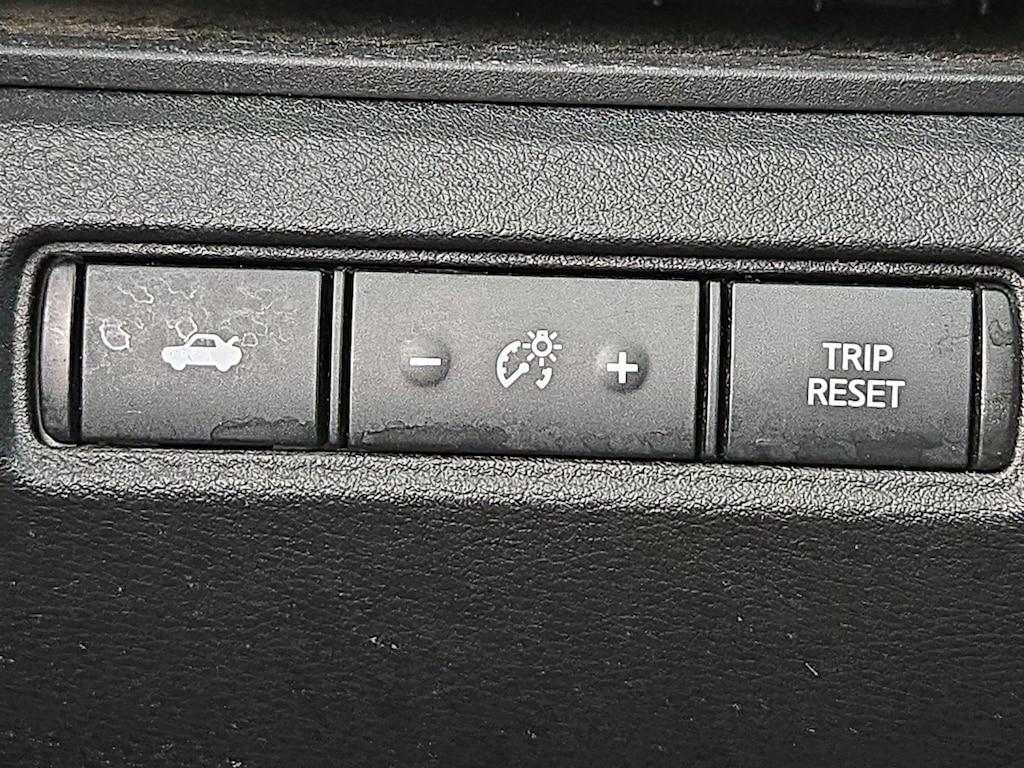 - +
TRIP
RESET